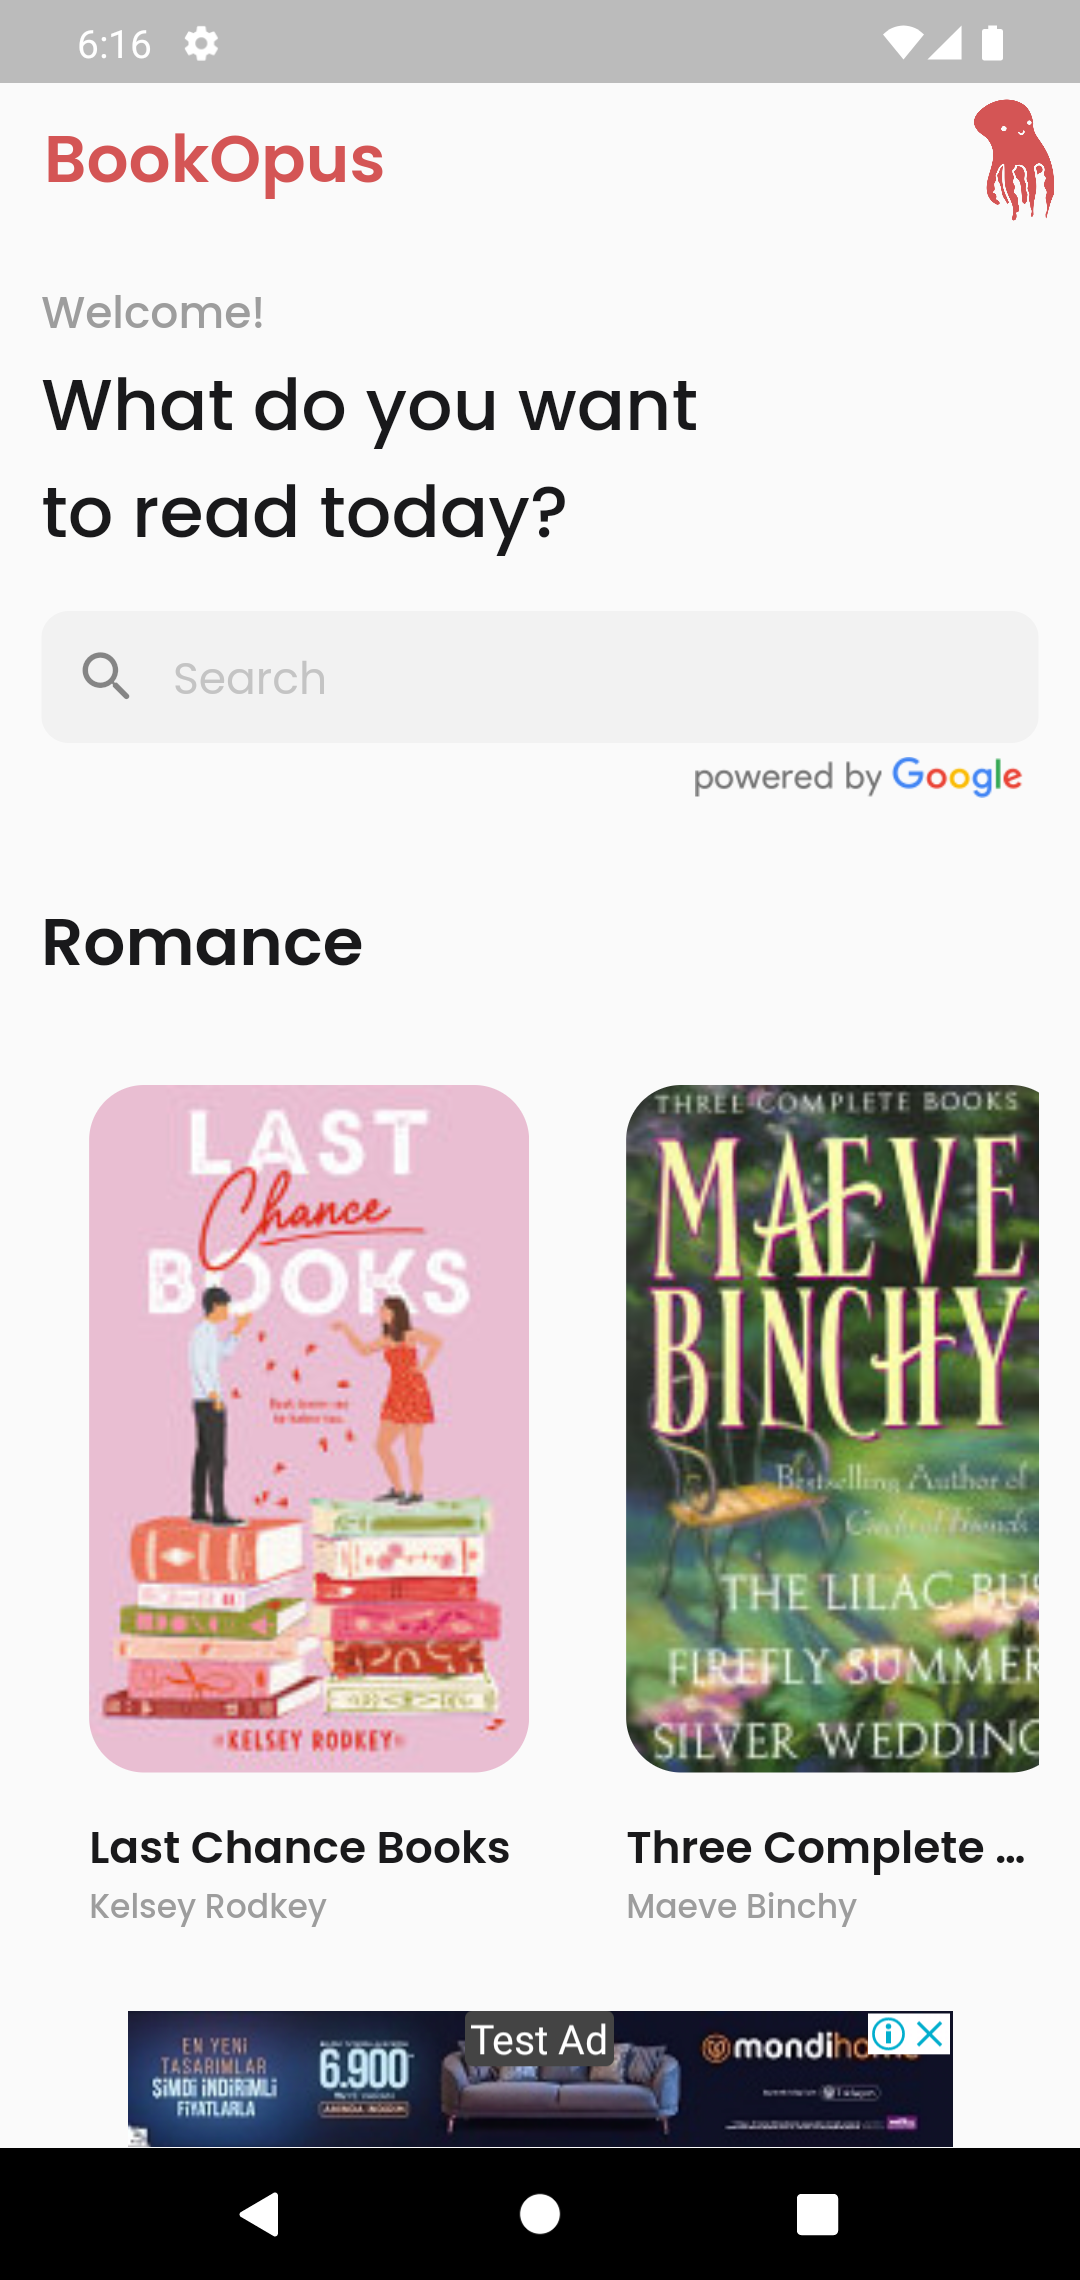 6:16
BookOpus
Welcome!
What do you want
to read today?
Search
powered by Google
Romance
LAST
Chance
BOOKS
KELSEY RODKEY
THREE COMPLETE BOOKS
MAEVE
BINCHY
Bestselling Author of
Circle of Friends
THE LILAC BUS
FIREFLY SUMMER
SILVER WEDDING
Last Chance Books
Kelsey Rodkey
Three Complete ...
Maeve Binchy
EN YENİ
TASARIMLAR
ŞİMDİ İNDİRİMLİ
FİYATLARLA
6.900
Test Ad
mondiho